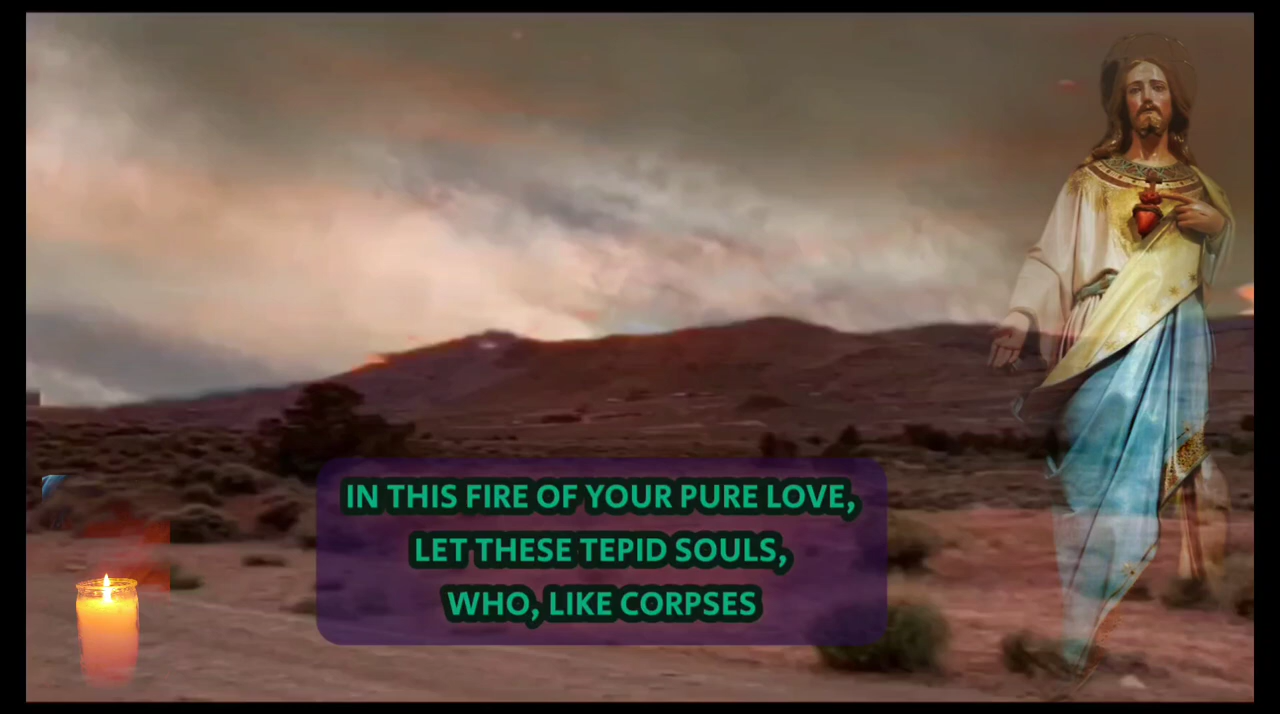 IN THIS FIRE OF YOUR PURE LOVE,
LET THESE TEPID SOULS,
WHO, LIKE CORPSES